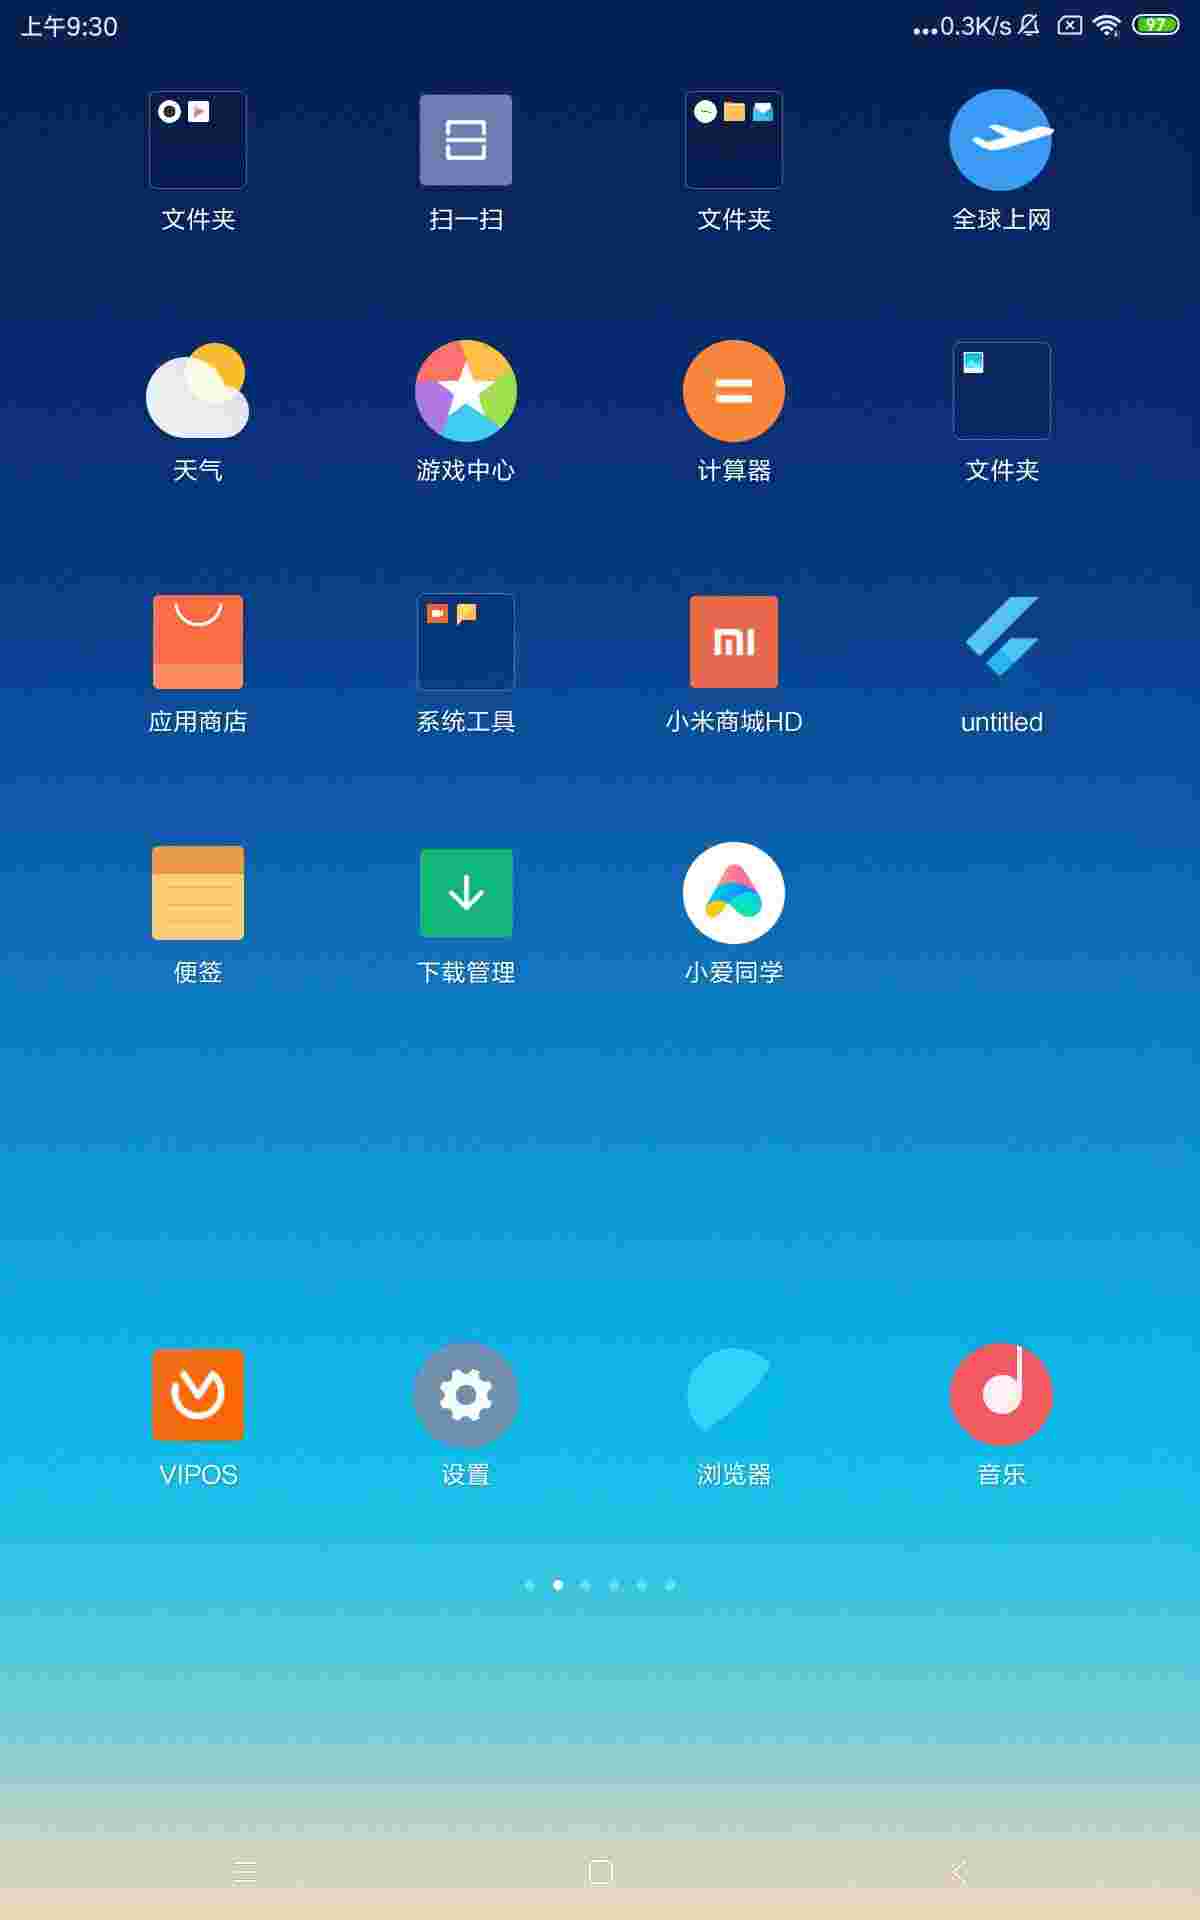 上午9:30
...0.3K/s
97
文件夹
扫一扫
文件夹
全球上网
天气
游戏中心
计算器
文件夹
应用商店
系统工具
小米商城HD
untitled
便签
下载管理
小爱同学
VIPOS
设置
浏览器
音乐